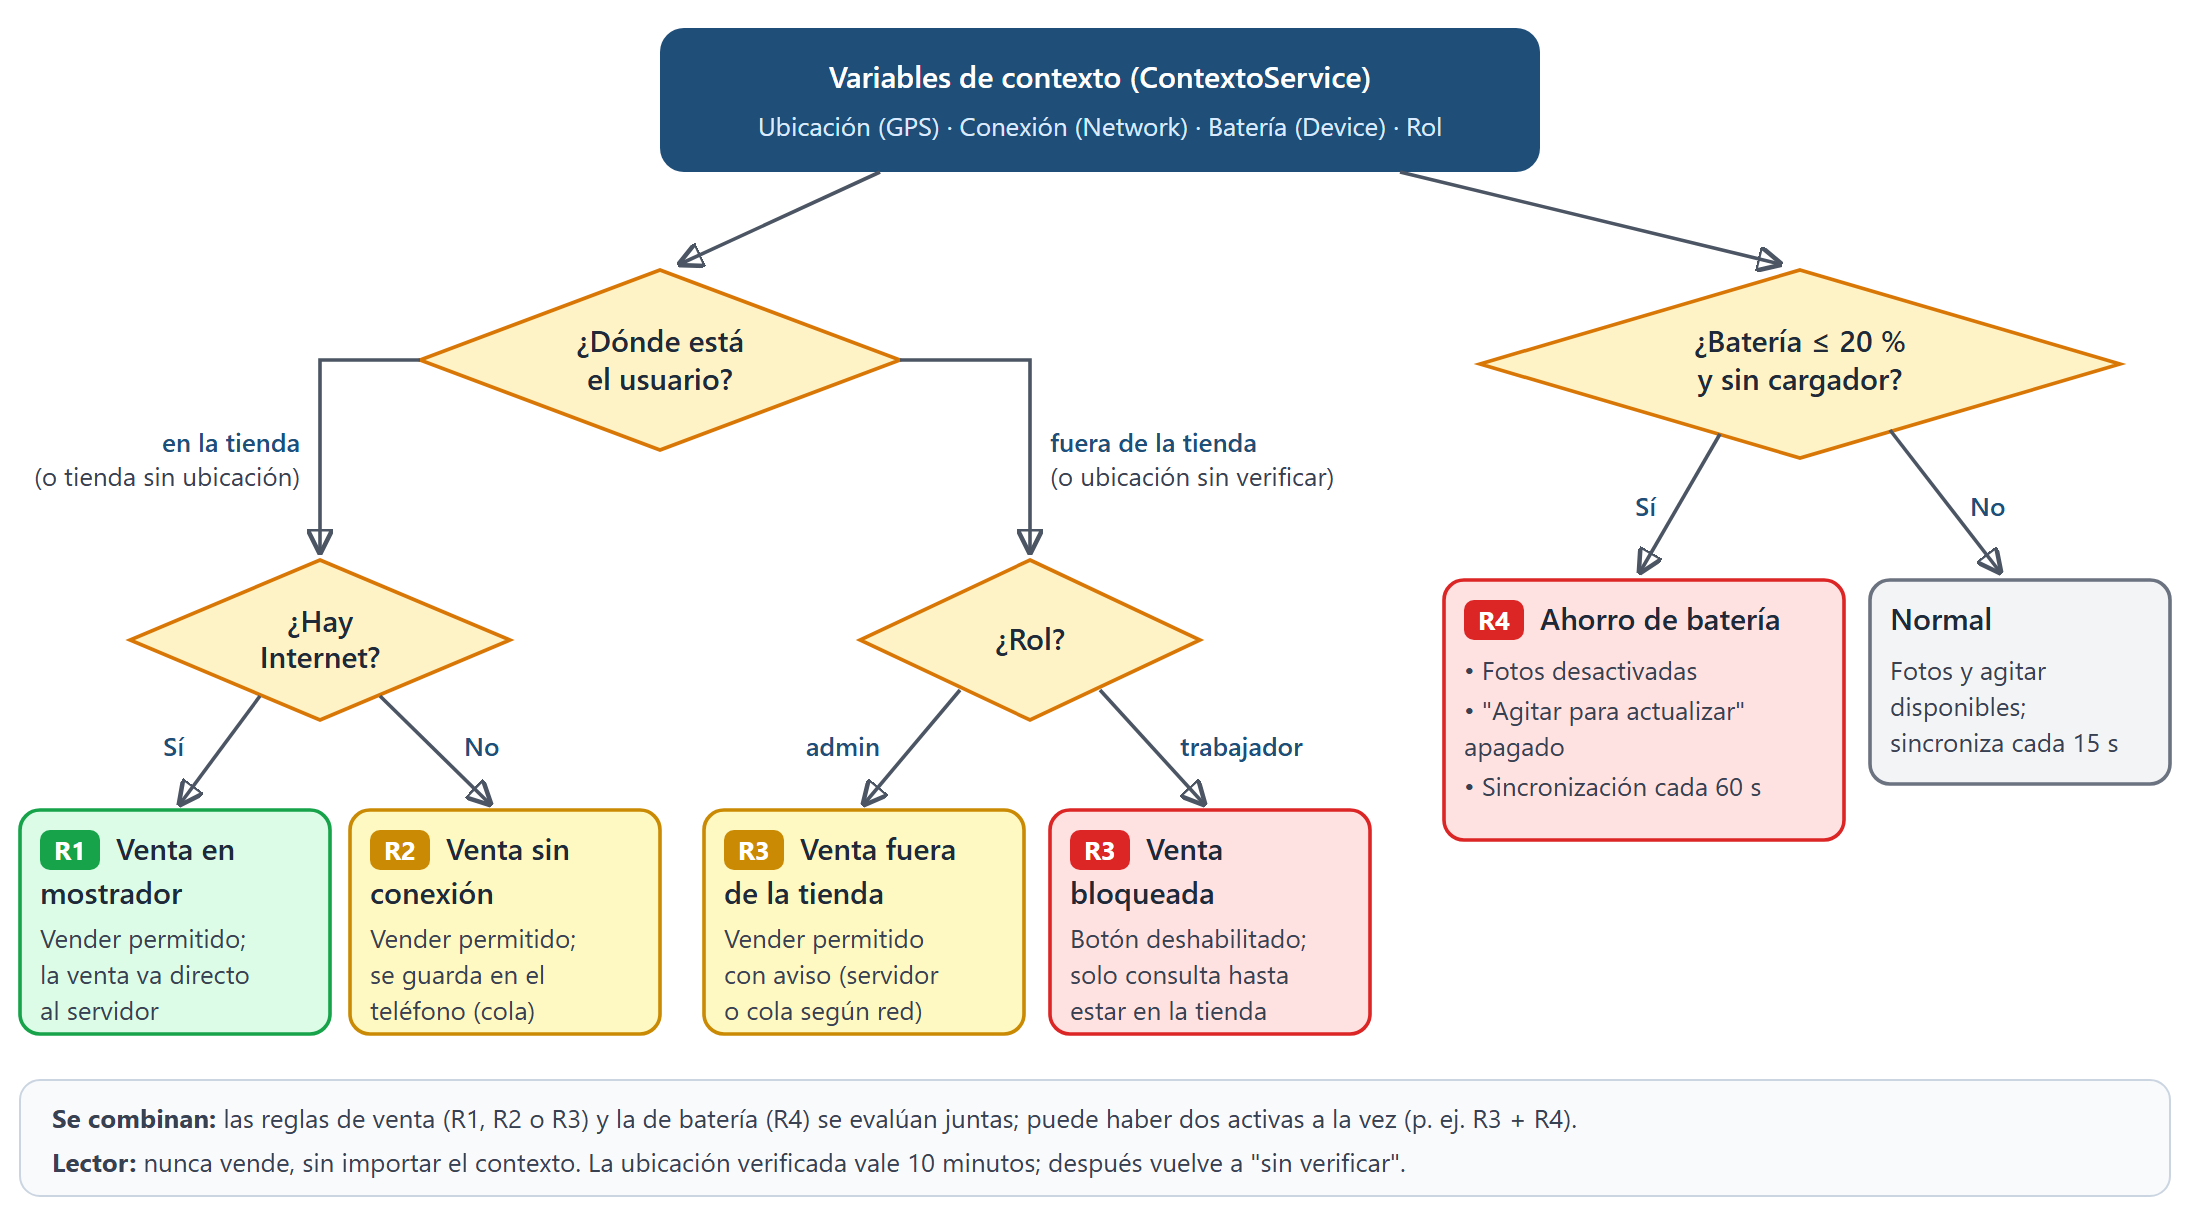 Variables de contexto (ContextoService)
Ubicación (GPS) · Conexión (Network) · Batería (Device) · Rol
¿Dónde está
el usuario?
¿Batería ≤ 20 %
y sin cargador?
en la tienda
(o tienda sin ubicación)
fuera de la tienda
(o ubicación sin verificar)
Sí
No
¿Hay
Internet?
¿Rol?
R4 Ahorro de batería
• Fotos desactivadas
• "Agitar para actualizar"
apagado
• Sincronización cada 60 s
Normal
Fotos y agitar
disponibles;
sincroniza cada 15 s
Sí
No
admin
trabajador
R1 Venta en
mostrador
Vender permitido;
la venta va directo
al servidor
R2 Venta sin
conexión
Vender permitido;
se guarda en el
teléfono (cola)
R3 Venta fuera
de la tienda
Vender permitido
con aviso (servidor
o cola según red)
R3 Venta
bloqueada
Botón deshabilitado;
solo consulta hasta
estar en la tienda
Se combinan: las reglas de venta (R1, R2 o R3) y la de batería (R4) se evalúan juntas; puede haber dos activas a la vez (p. ej. R3 + R4).
Lector: nunca vende, sin importar el contexto. La ubicación verificada vale 10 minutos; después vuelve a "sin verificar".